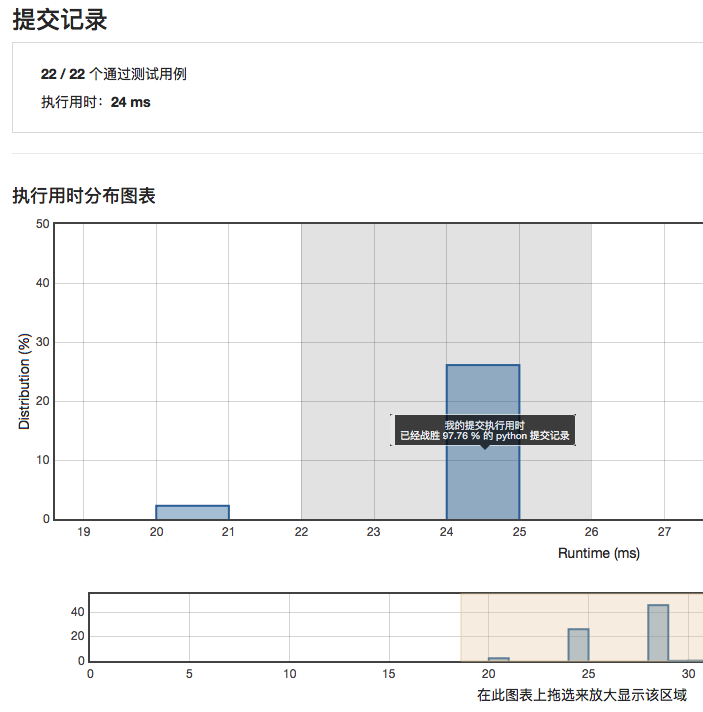 提交记录
22 / 22 个通过测试用例
执行用时：24 ms
执行用时分布图表
50
40
30
20
10
0
Distribution (%)
我的提交执行用时
已经战胜 97.76 % 的 python 提交记录
19 20 21 22 23 24 25 26 27
Runtime (ms)
40
20
0
0 5 10 15 20 25 30
在此图表上拖选来放大显示该区域